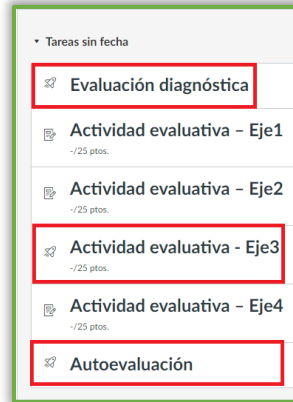 Tareas sin fecha
Evaluación diagnóstica
Actividad evaluativa – Eje1
-/25 ptos.
Actividad evaluativa – Eje2
-/25 ptos.
Actividad evaluativa - Eje3
-/25 ptos.
Actividad evaluativa – Eje4
-/25 ptos.
Autoevaluación